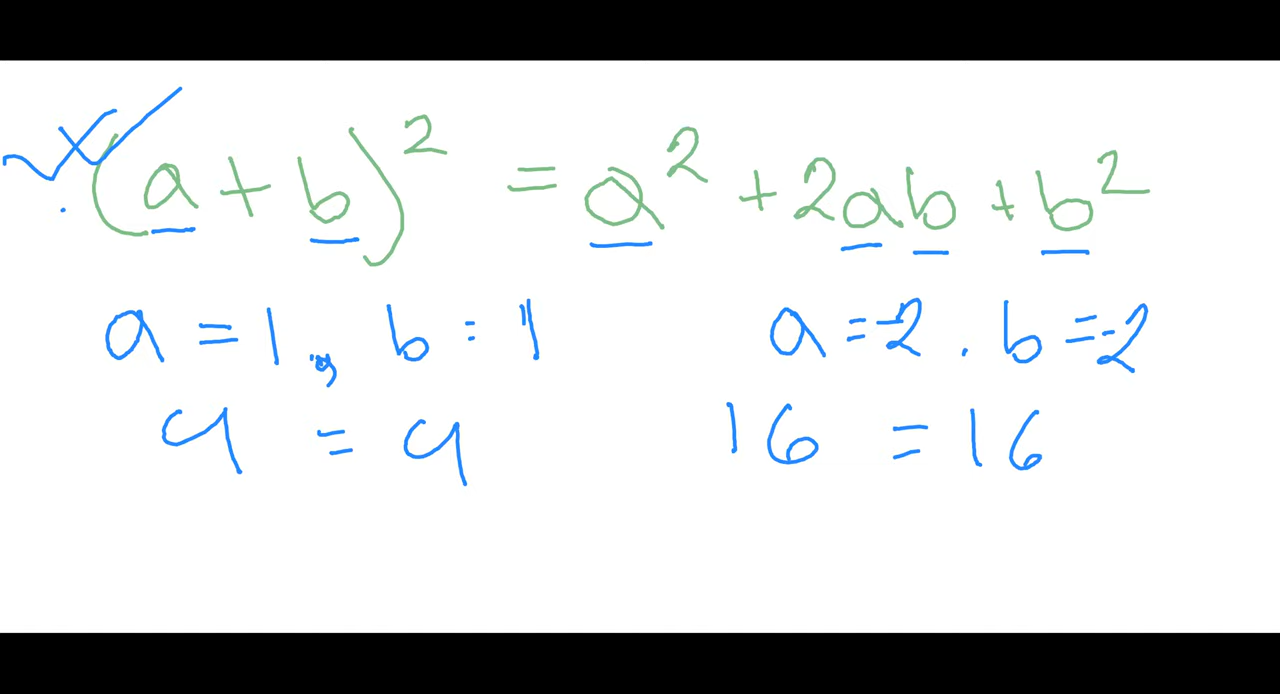 (a + b)² = a² + 2ab + b²
a = 1, b = 1 a = -2, b = -2
4 = 4 16 = 16